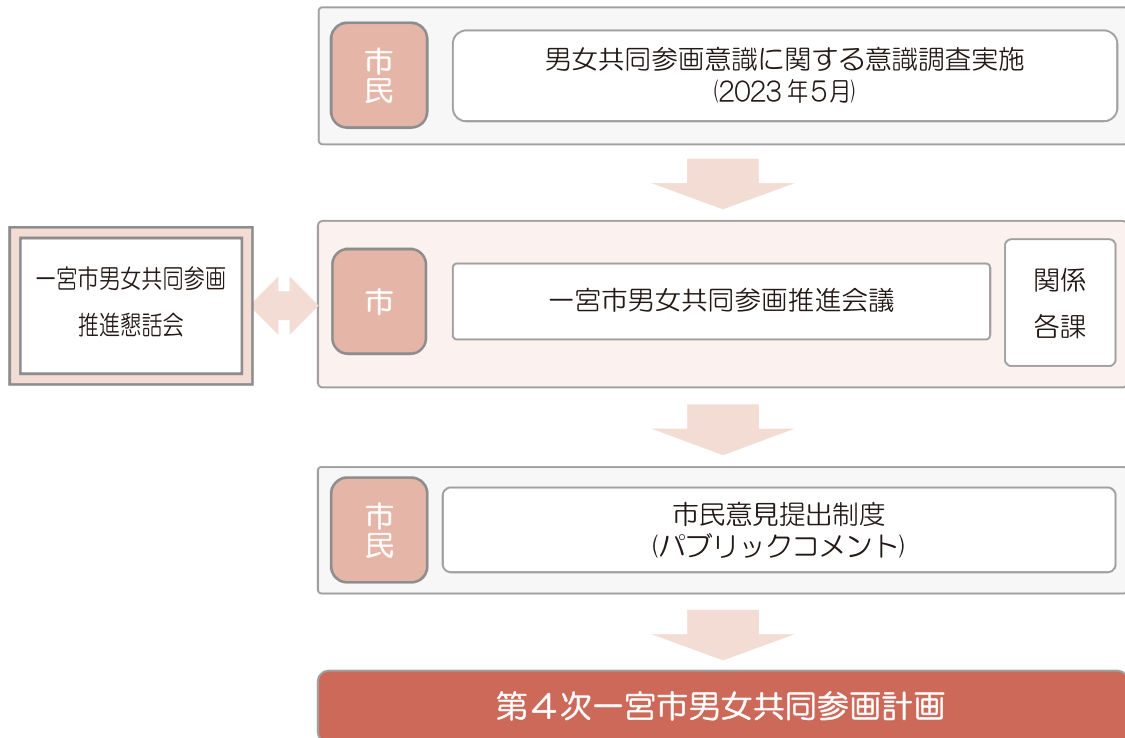 市民
男女共同参画意識に関する意識調査実施
(2023年5月)
一宮市男女共同参画
推進懇話会
市
一宮市男女共同参画推進会議
関係
各課
市民
市民意見提出制度
(パブリックコメント)
第4次一宮市男女共同参画計画